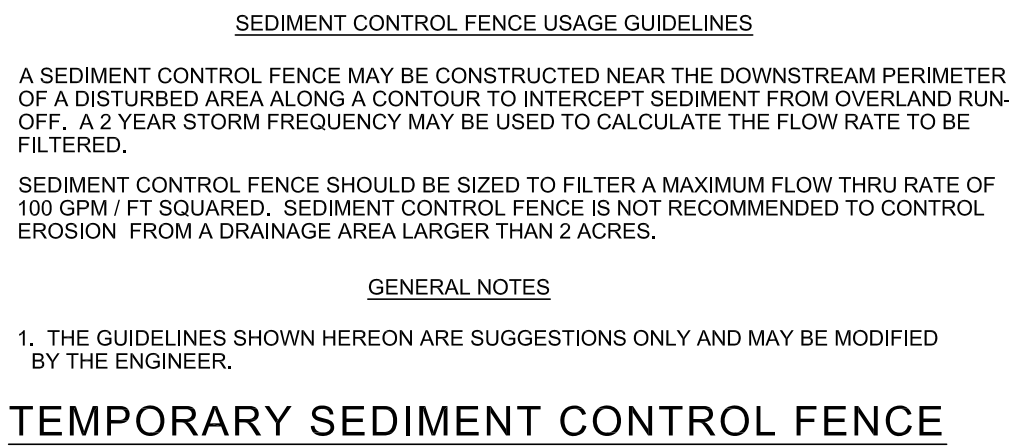 SEDIMENT CONTROL FENCE USAGE GUIDELINES
A SEDIMENT CONTROL FENCE MAY BE CONSTRUCTED NEAR THE DOWNSTREAM PERIMETER
OF A DISTURBED AREA ALONG A CONTOUR TO INTERCEPT SEDIMENT FROM OVERLAND RUN-
OFF. A 2 YEAR STORM FREQUENCY MAY BE USED TO CALCULATE THE FLOW RATE TO BE
FILTERED.
SEDIMENT CONTROL FENCE SHOULD BE SIZED TO FILTER A MAXIMUM FLOW THRU RATE OF
100 GPM / FT SQUARED. SEDIMENT CONTROL FENCE IS NOT RECOMMENDED TO CONTROL
EROSION FROM A DRAINAGE AREA LARGER THAN 2 ACRES.
GENERAL NOTES
1. THE GUIDELINES SHOWN HEREON ARE SUGGESTIONS ONLY AND MAY BE MODIFIED
BY THE ENGINEER.
TEMPORARY SEDIMENT CONTROL FENCE